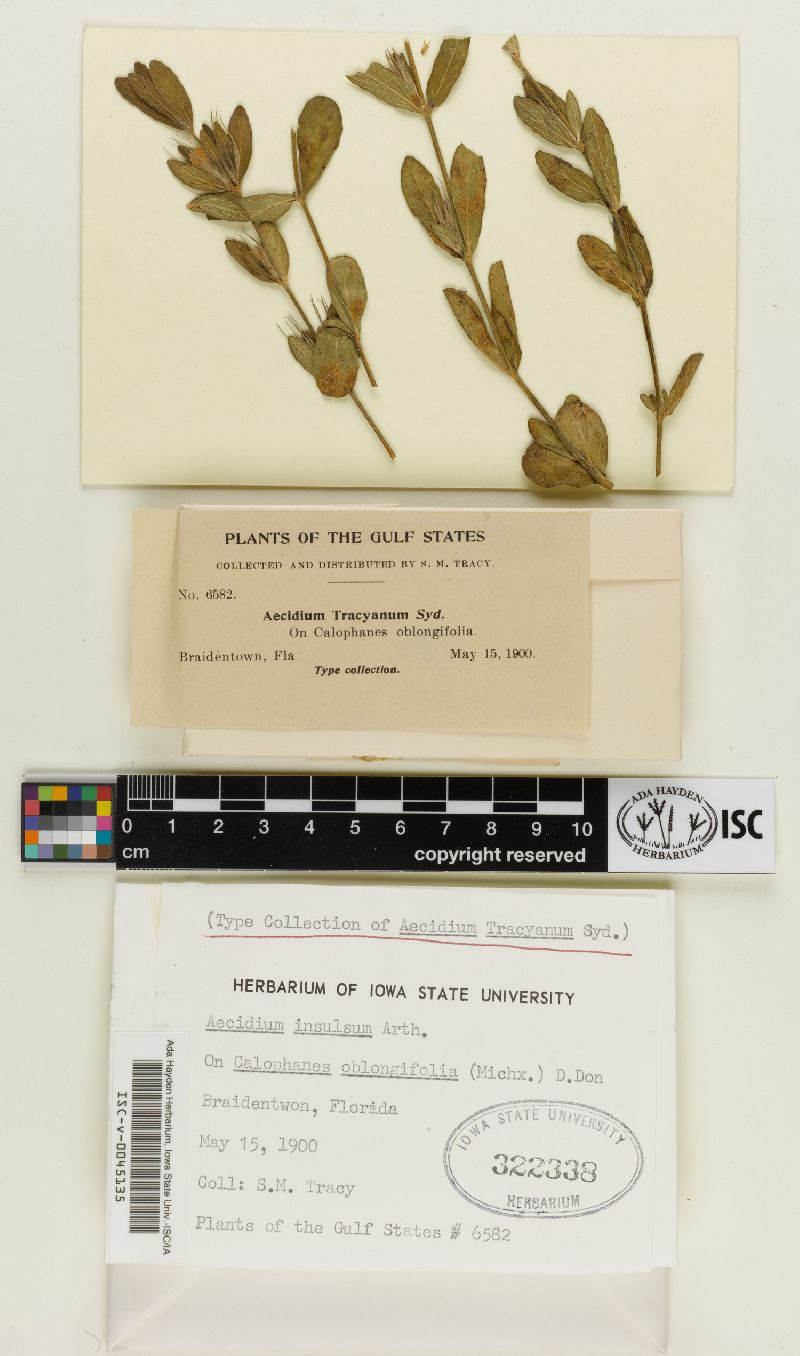 PLANTS OF THE GULF STATES
COLLECTED AND DISTRIBUTED BY S. M. TRACY.
No. 6582.
Aecidium Tracyanum Syd.
On Calophanes oblongifolia.
Braidentown, Fla May 15, 1900.
Type collection.
0 1 2 3 4 5 6 7 8 9 10
cm copyright reserved
ADA HAYDEN
HERBARIUM
ISC
(Type Collection of Aecidium Tracyanum Syd.)
HERBARIUM OF IOWA STATE UNIVERSITY
Aecidium insulsum Arth.
On Calophanes oblongifolia (Michx.) D.Don
Braidentwon, Florida
May 15, 1900
Coll: S.M. Tracy
Plants of the Gulf States # 6582
IOWA STATE UNIVERSITY
322338
HERBARIUM
Ada Hayden Herbarium, Iowa State Univ.-ISC/IA
ISC-v-0045135